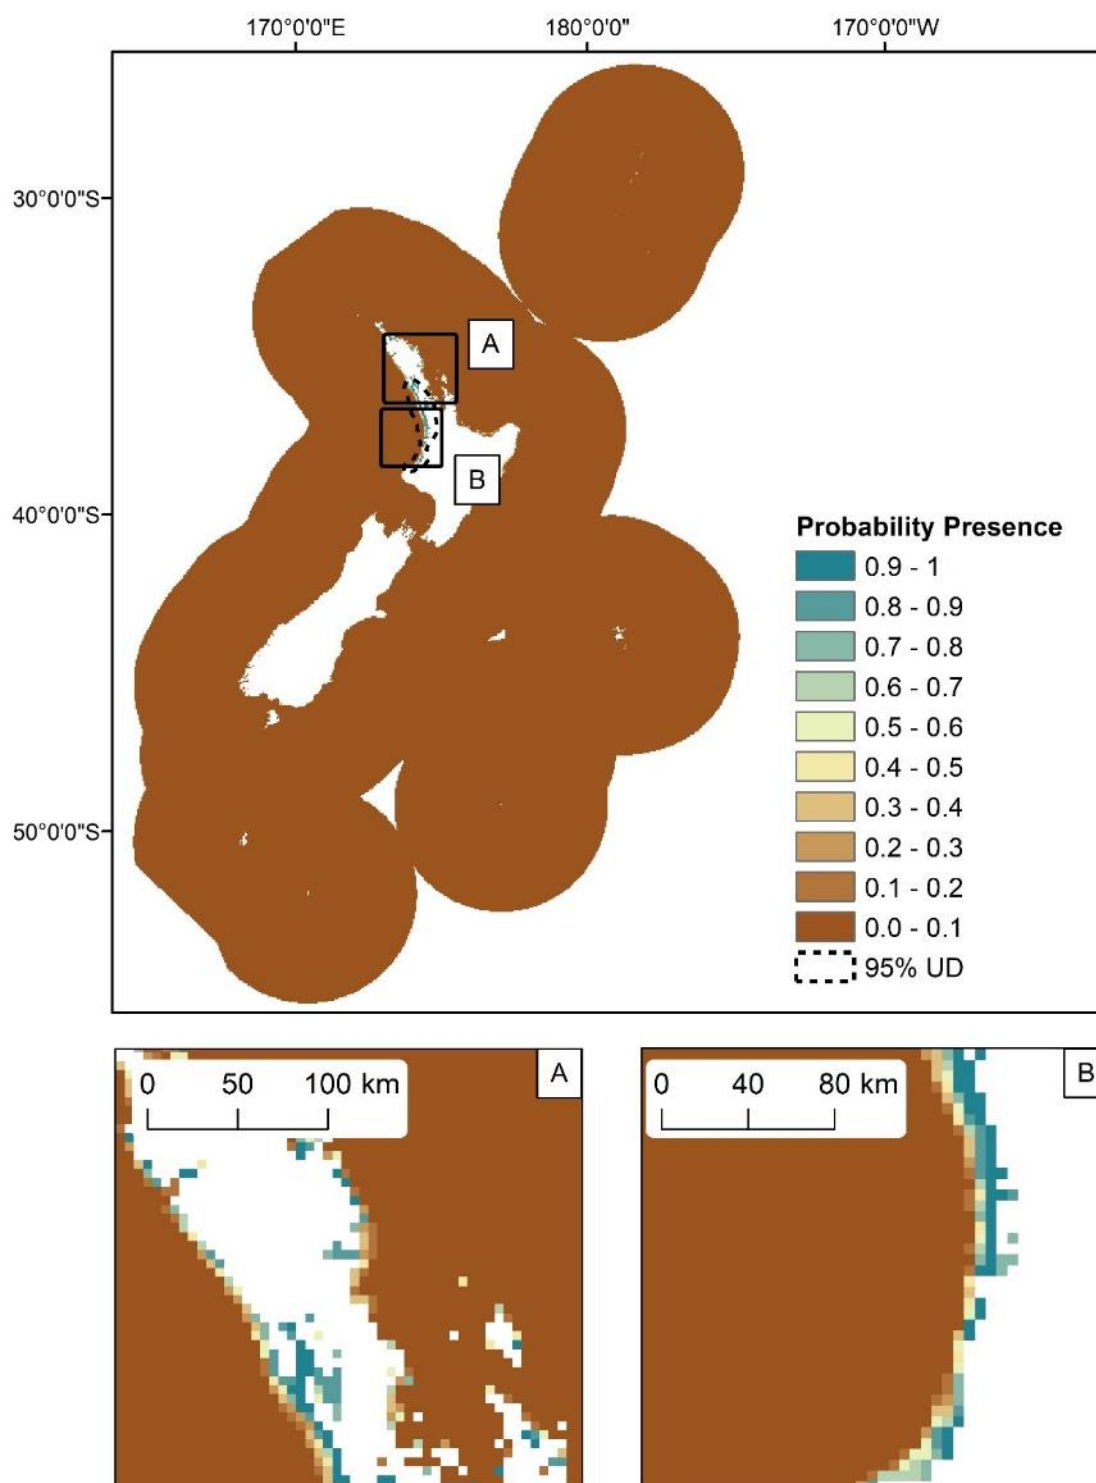 170°0'0"E 180°0'0" 170°0'0"W
30°0'0"S
A
B
40°0'0"S
Probability Presence
0.9 - 1
0.8 - 0.9
0.7 - 0.8
0.6 - 0.7
0.5 - 0.6
0.4 - 0.5
0.3 - 0.4
0.2 - 0.3
50°0'0"S
0.1 - 0.2
0.0 - 0.1
95% UD
0 50 100 km A
0 40 80 km B